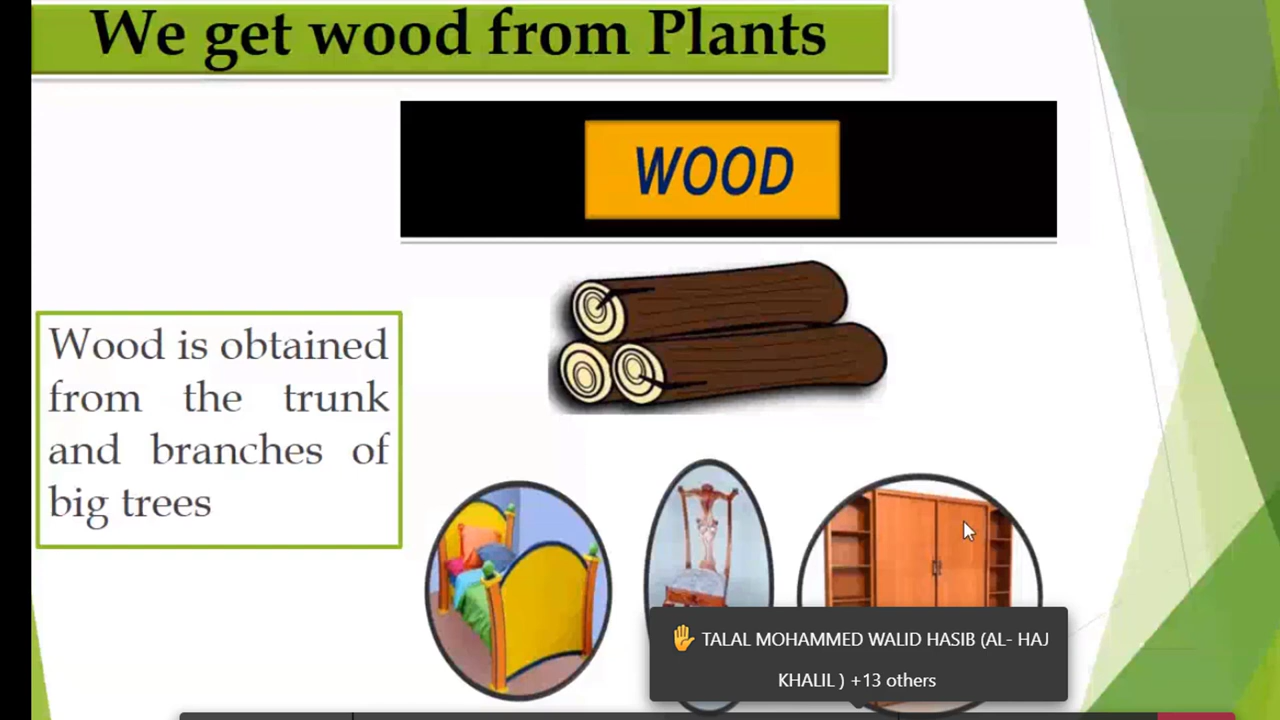 We get wood from Plants
WOOD
Wood is obtained
from the trunk
and branches of
big trees
TALAL MOHAMMED WALID HASIB (AL- HAJ
KHALIL ) +13 others